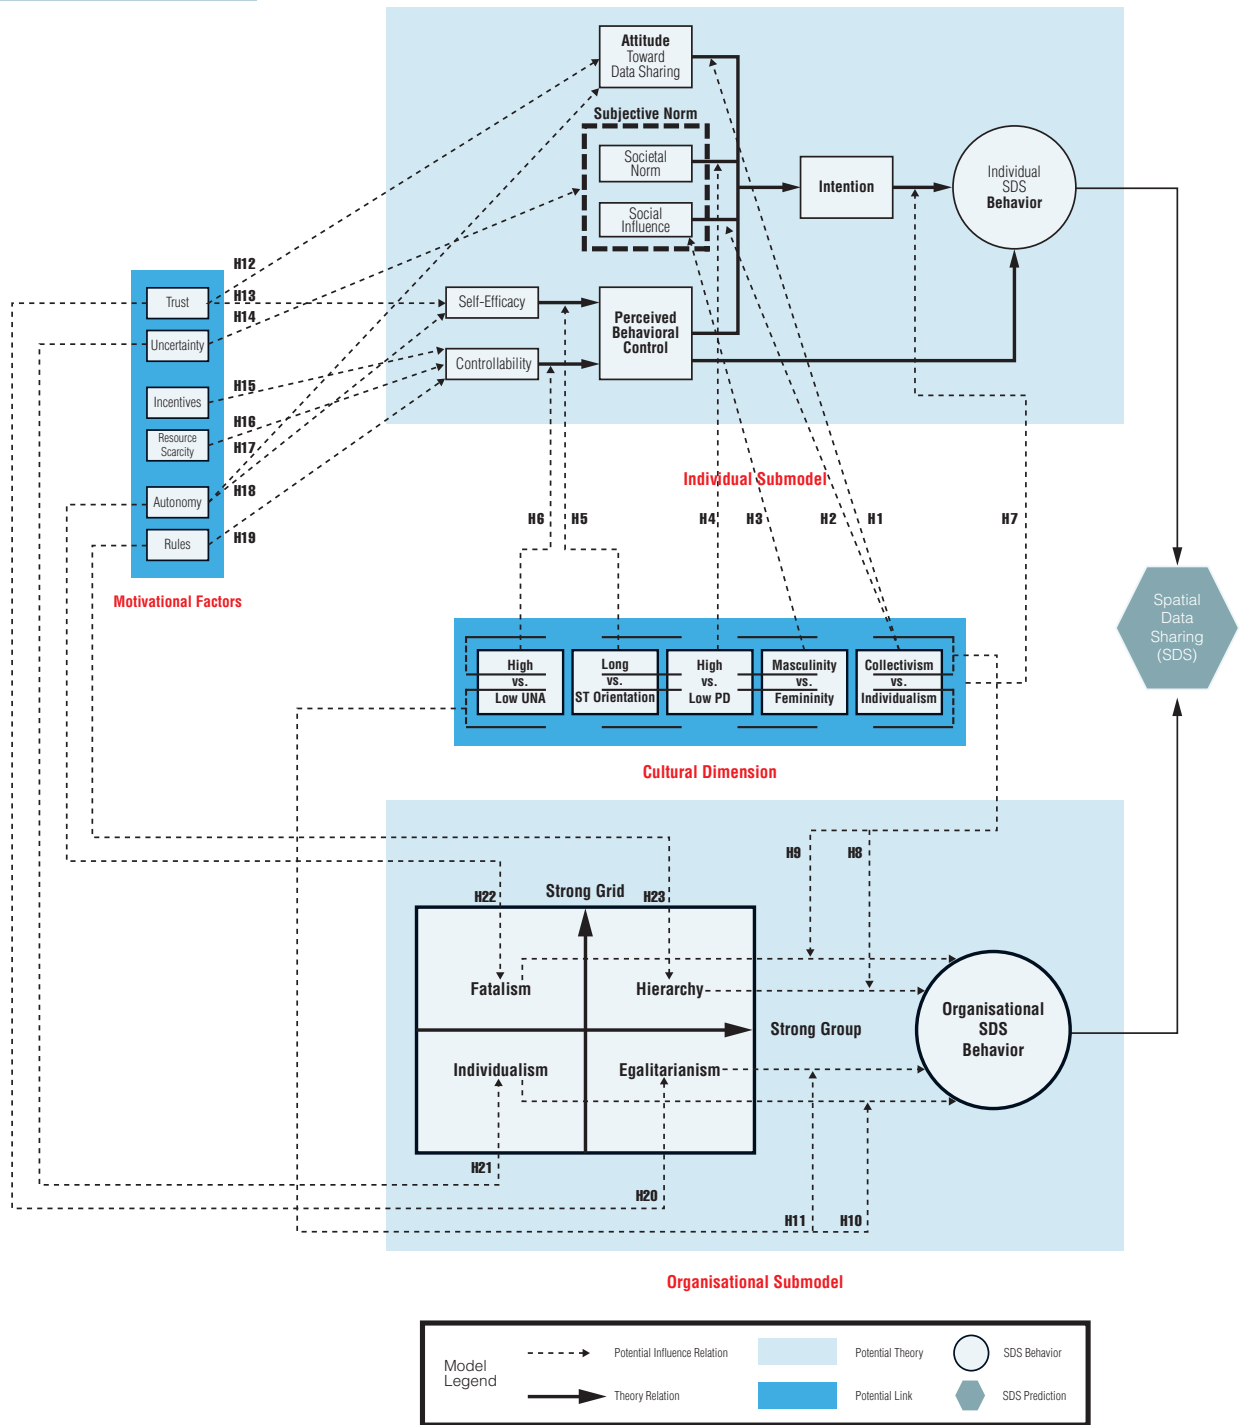 Attitude
Toward
Data Sharing
Subjective Norm
Societal
Norm
Social
Influence
Intention
Individual
SDS
Behavior
Self-Efficacy
Controllability
Perceived
Behavioral
Control
H12
H13
H14
H15
H16
H17
H18
H19
Trust
Uncertainty
Incentives
Resource
Scarcity
Autonomy
Rules
Motivational Factors
Individual Submodel
H6
H5
H4
H3
H2
H1
H7
Spatial
Data
Sharing
(SDS)
High
vs.
Low UNA
Long
vs.
ST Orientation
High
vs.
Low PD
Masculinity
vs.
Femininity
Collectivism
vs.
Individualism
Cultural Dimension
H9
H8
H22
Strong Grid
H23
Fatalism
Hierarchy
Strong Group
Individualism
Egalitarianism
Organisational
SDS
Behavior
H21
H20
H11
H10
Organisational Submodel
Model
Legend
Potential Influence Relation
Theory Relation
Potential Theory
Potential Link
SDS Behavior
SDS Prediction